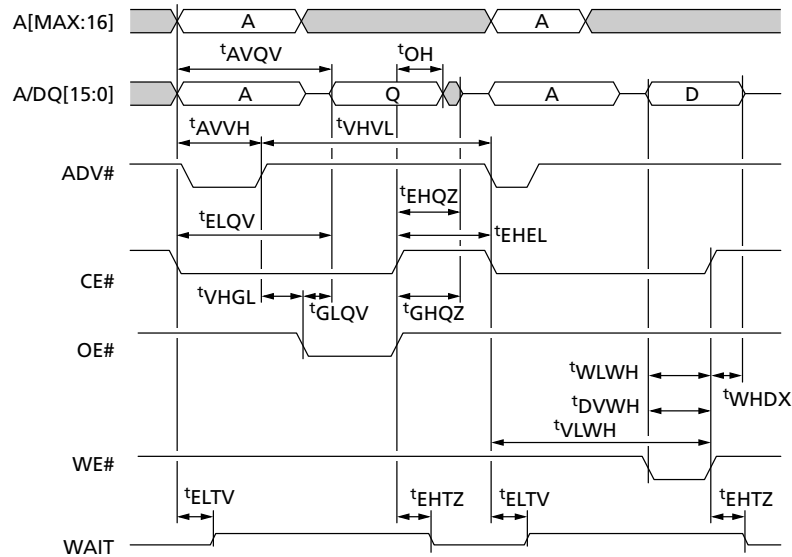 A[MAX:16] A A
tAVQV tOH
A/DQ[15:0] A Q A D
tAVVH tVHVL
ADV#
tEHQZ
tELQV tEHEL
CE#
tVHGL tGLQV tGHQZ
OE#
tWLWH
tWHDX
tDVWH
tVLWH
WE#
tELTV tEHTZ tELTV tEHTZ
WAIT